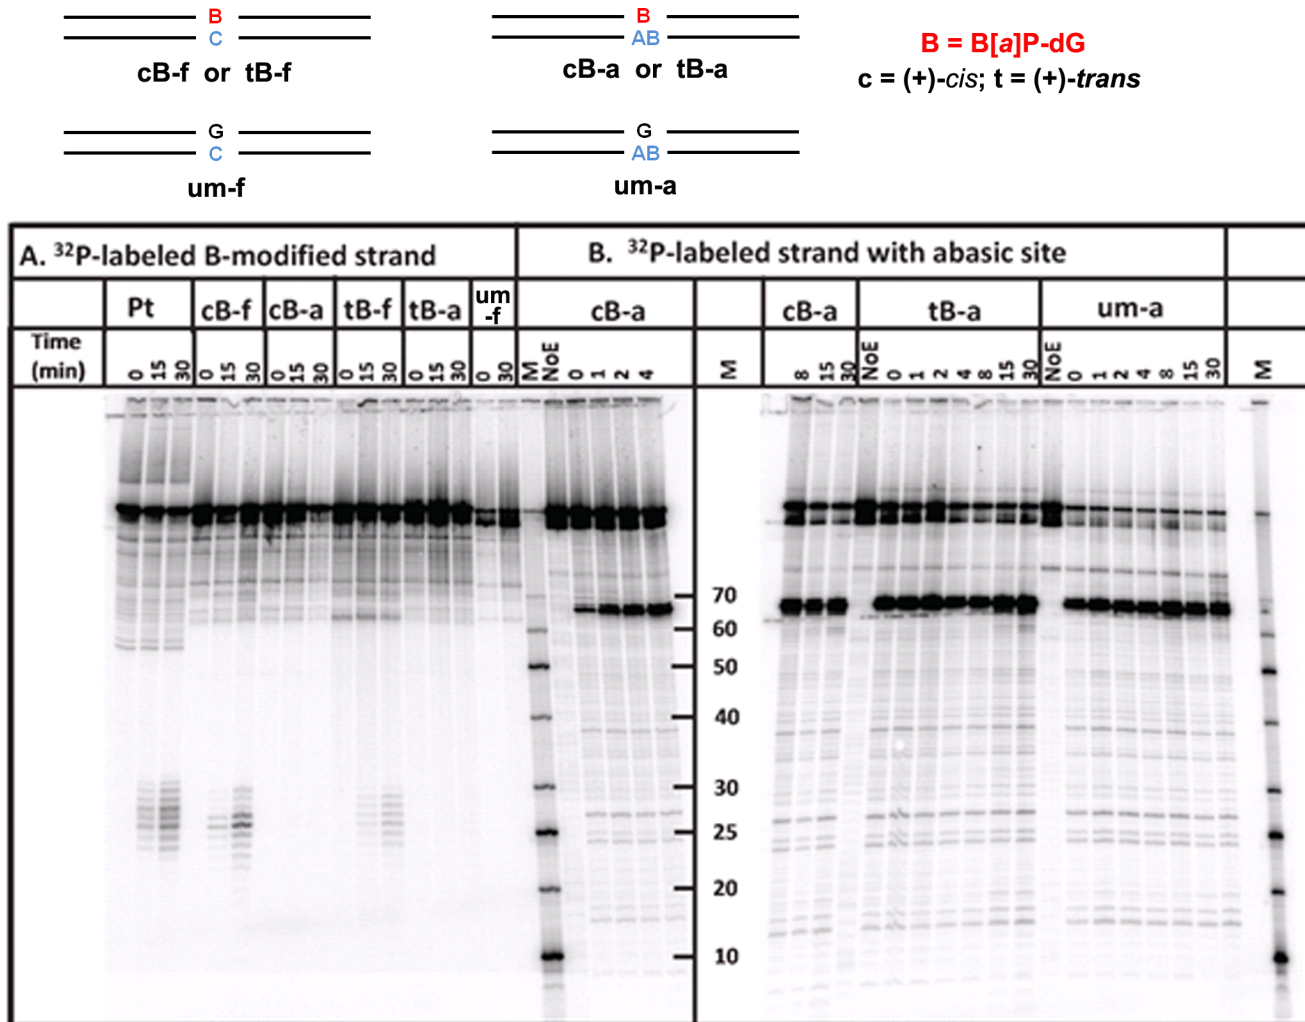 B
C
cB-f or tB-f
B
AB
cB-a or tB-a
B = B[a]P-dG
c = (+)-cis; t = (+)-trans
G
C
um-f
G
AB
um-a
A. ³²P-labeled B-modified strand
B. ³²P-labeled strand with abasic site
Pt cB-f cB-a tB-f tB-a um-f cB-a cB-a tB-a um-a
Time (min)
0 15 30 0 15 30 0 15 30 0 15 30 0 15 30 0 30 M NoE 0 1 2 4 M 8 15 30 NoE 0 1 2 4 8 15 30 NoE 0 1 2 4 8 15 30 M
70
60
50
40
30
25
20
10